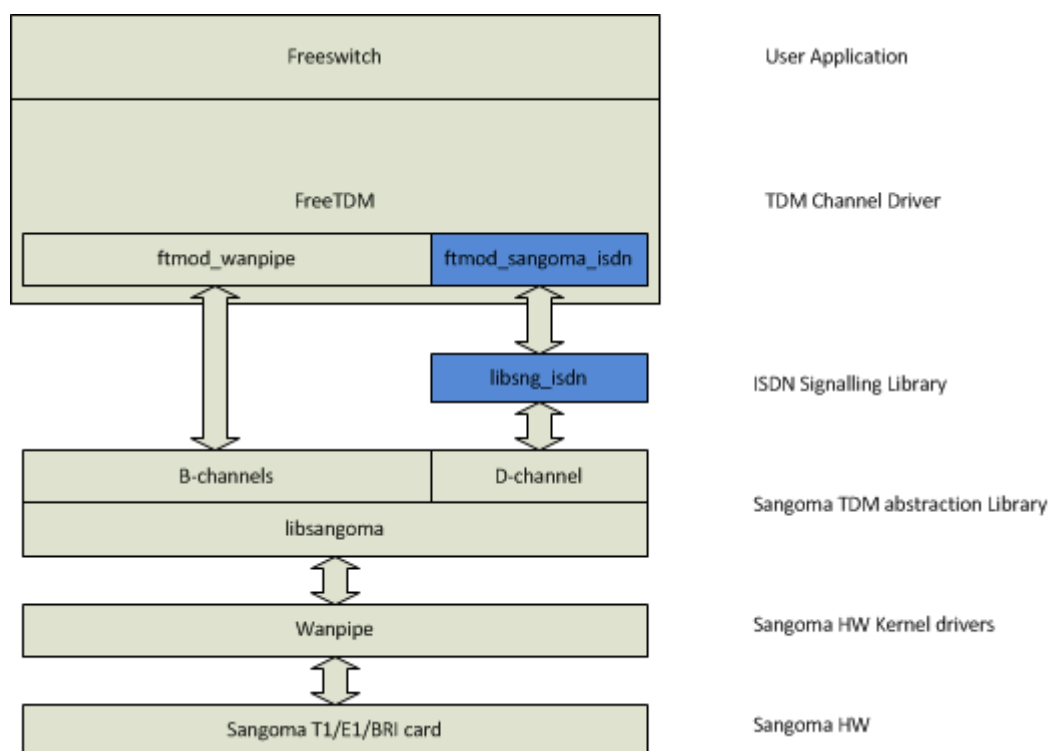 Freeswitch
User Application
FreeTDM
TDM Channel Driver
ftmod_wanpipe
ftmod_sangoma_isdn
libsng_isdn
ISDN Signalling Library
B-channels
D-channel
Sangoma TDM abstraction Library
libsangoma
Wanpipe
Sangoma HW Kernel drivers
Sangoma T1/E1/BRI card
Sangoma HW